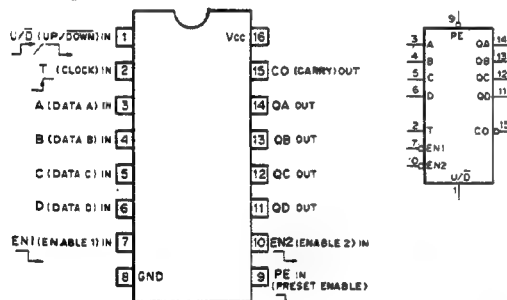 U/D̅ (UP/D̅O̅W̅N̅) IN 1
T (CLOCK) IN 2
A (DATA A) IN 3
B (DATA B) IN 4
C (DATA C) IN 5
D (DATA D) IN 6
EN1 (ENABLE 1) IN 7
8 GND
Vcc 16
15 CO (CARRY) OUT
14 QA OUT
13 QB OUT
12 QC OUT
11 QD OUT
10 EN2 (ENABLE 2) IN
9 PE IN
(PRESET ENABLE)
9
PE
3 A QA 14
4 B QB 13
5 C QC 12
6 D QD 11
2 T CO 15
7 EN1
10 EN2
U/D̅
1